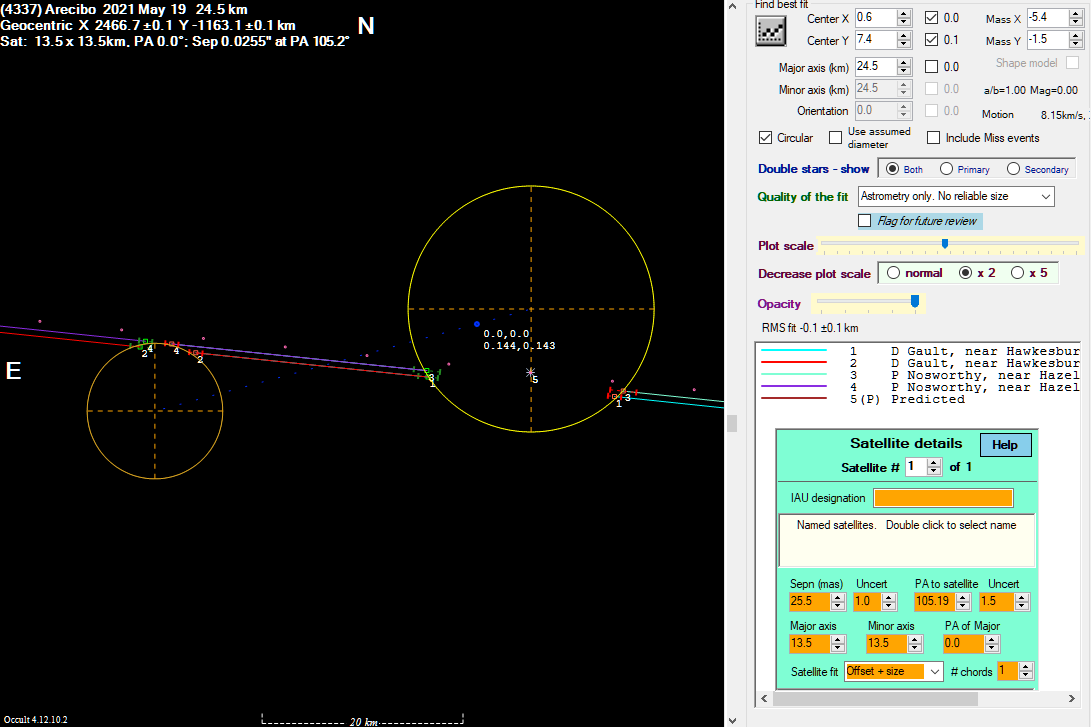 (4337) Arecibo  2021 May 19   24.5 km
Geocentric X  2466.7 ±0.1  Y -1163.1 ±0.1 km
Sat:  13.5 x 13.5km, PA 0.0°; Sep 0.0255" at PA 105.2°
N
E
0.0,0.0
0.144,0.143
2
4
4
2
3
1
5
1
3
Occult 4.12.10.2
20 km
Find best fit
Center X 0.6 0.0 Mass X -5.4
Center Y 7.4 0.1 Mass Y -1.5
Major axis (km) 24.5 0.0 Shape model
Minor axis (km) 24.5 0.0 a/b=1.00 Mag=0.00
Orientation 0.0 0.0 Motion 8.15km/s,
Circular Use assumed diameter Include Miss events
Double stars - show Both Primary Secondary
Quality of the fit Astrometry only. No reliable size
Flag for future review
Plot scale
Decrease plot scale normal x 2 x 5
Opacity
RMS fit -0.1 ±0.1 km
1 D Gault, near Hawkesbur
2 D Gault, near Hawkesbur
3 P Nosworthy, near Hazel
4 P Nosworthy, near Hazel
5(P) Predicted
Satellite details Help
Satellite # 1 of 1
IAU designation
Named satellites. Double click to select name
Sepn (mas) Uncert PA to satellite Uncert
25.5 1.0 105.19 1.5
Major axis Minor axis PA of Major
13.5 13.5 0.0
Satellite fit Offset + size # chords 1